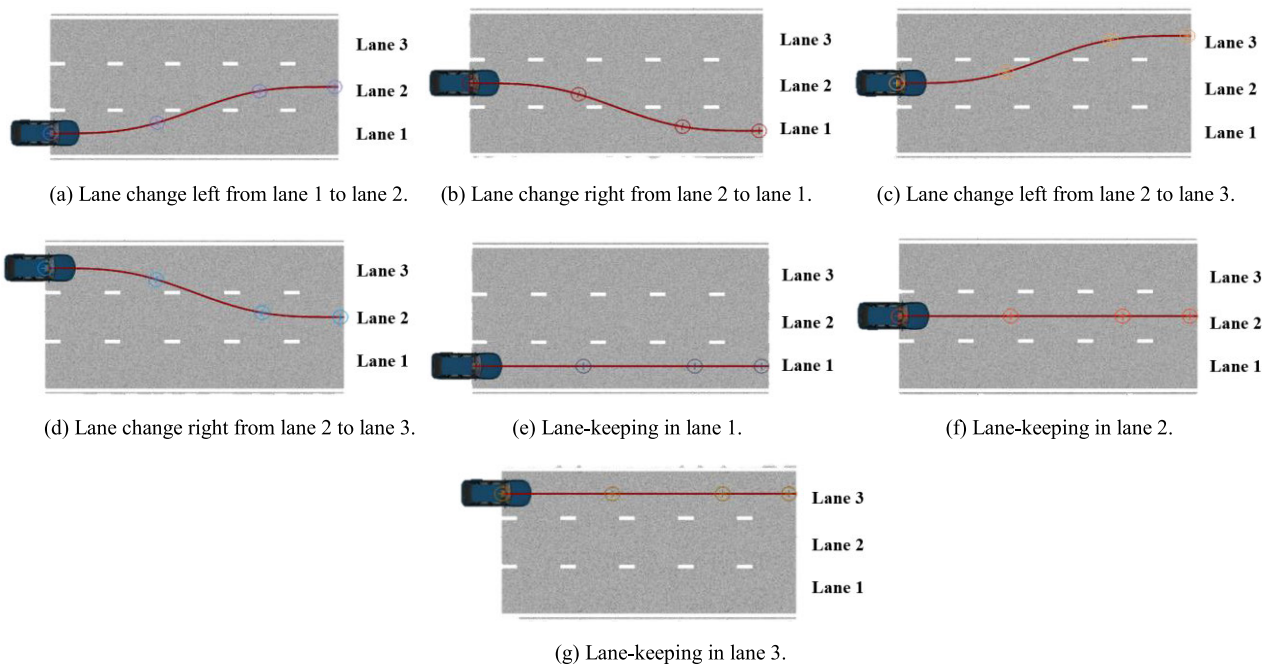 Lane 3
Lane 2
Lane 1
(a) Lane change left from lane 1 to lane 2.
Lane 3
Lane 2
Lane 1
(b) Lane change right from lane 2 to lane 1.
Lane 3
Lane 2
Lane 1
(c) Lane change left from lane 2 to lane 3.
Lane 3
Lane 2
Lane 1
(d) Lane change right from lane 2 to lane 3.
Lane 3
Lane 2
Lane 1
(e) Lane-keeping in lane 1.
Lane 3
Lane 2
Lane 1
(f) Lane-keeping in lane 2.
Lane 3
Lane 2
Lane 1
(g) Lane-keeping in lane 3.